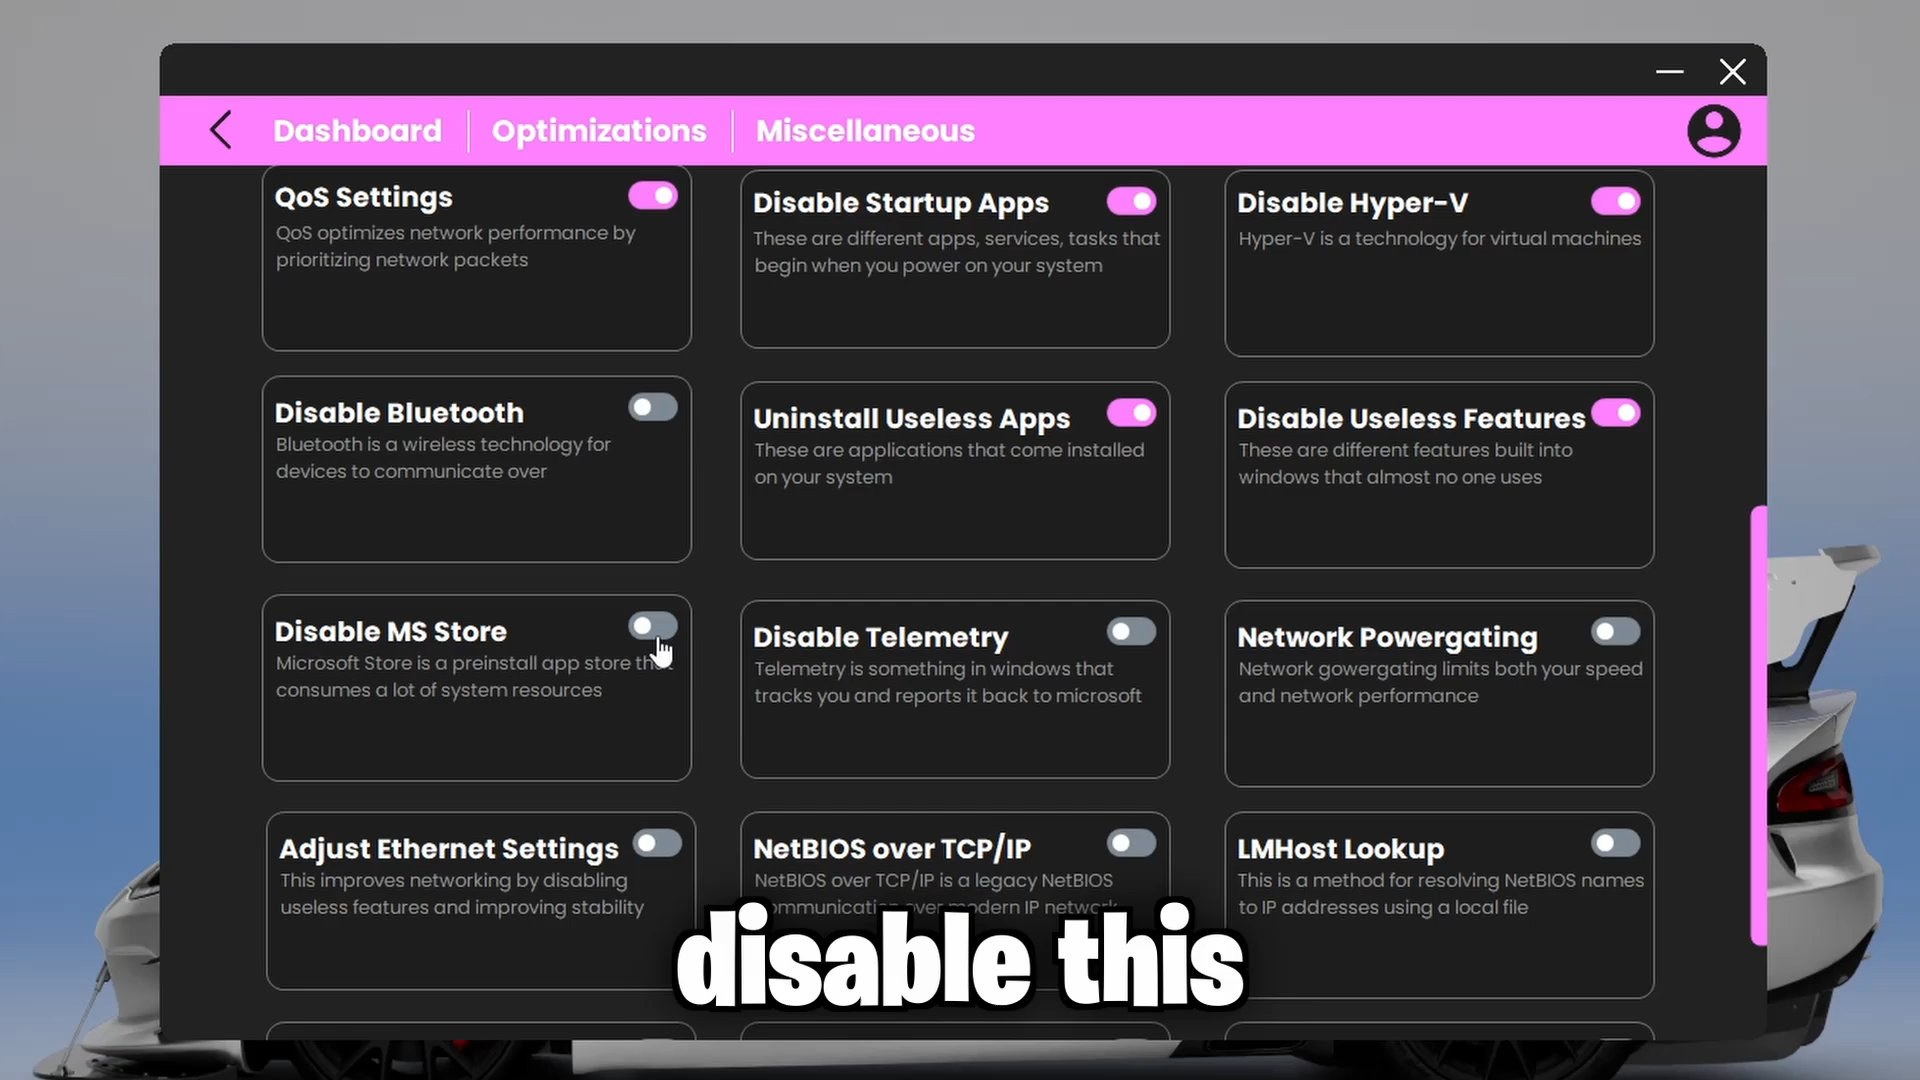 Dashboard
Optimizations
Miscellaneous
QoS Settings
QoS optimizes network performance by
prioritizing network packets
Disable Startup Apps
These are different apps, services, tasks that
begin when you power on your system
Disable Hyper-V
Hyper-V is a technology for virtual machines
Disable Bluetooth
Bluetooth is a wireless technology for
devices to communicate over
Uninstall Useless Apps
These are applications that come installed
on your system
Disable Useless Features
These are different features built into
windows that almost no one uses
Disable MS Store
Microsoft Store is a preinstall app store that
consumes a lot of system resources
Disable Telemetry
Telemetry is something in windows that
tracks you and reports it back to microsoft
Network Powergating
Network gowergating limits both your speed
and network performance
Adjust Ethernet Settings
This improves networking by disabling
useless features and improving stability
NetBIOS over TCP/IP
NetBIOS over TCP/IP is a legacy NetBIOS
communication over modern IP network
LMHost Lookup
This is a method for resolving NetBIOS names
to IP addresses using a local file
disable this